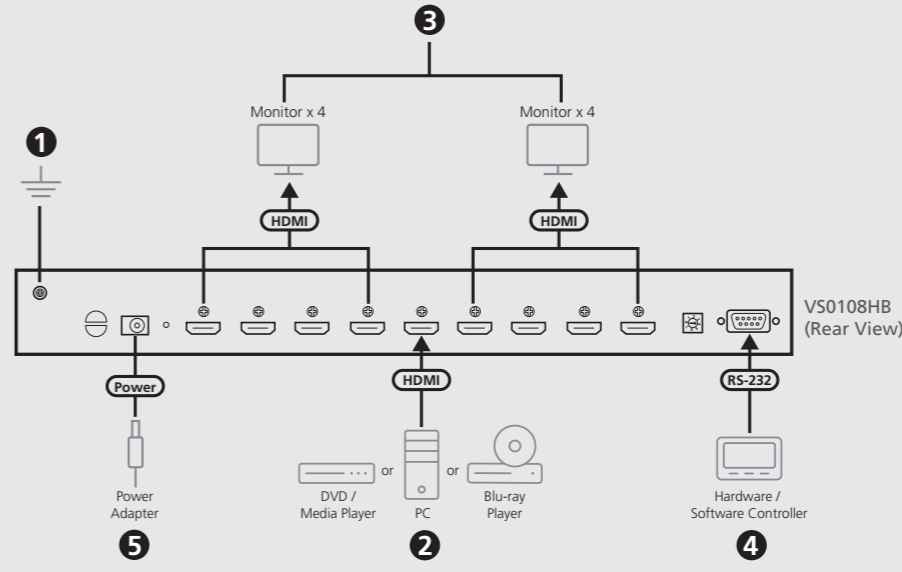 3
Monitor x 4
Monitor x 4
1
HDMI
HDMI
VS0108HB
(Rear View)
Power
HDMI
RS-232
or
or
Power
Adapter
DVD /
Media Player
PC
Blu-ray
Player
Hardware /
Software Controller
5
2
4